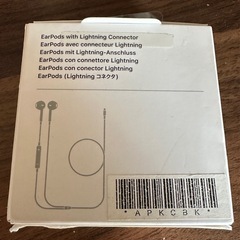 EarPods with Lightning Connector
EarPods avec connecteur Lightning
EarPods mit Lightning-Anschluss
EarPods con connettore Lightning
EarPods con conector Lightning
EarPods (Lightning コネクタ)
*APKCBK*